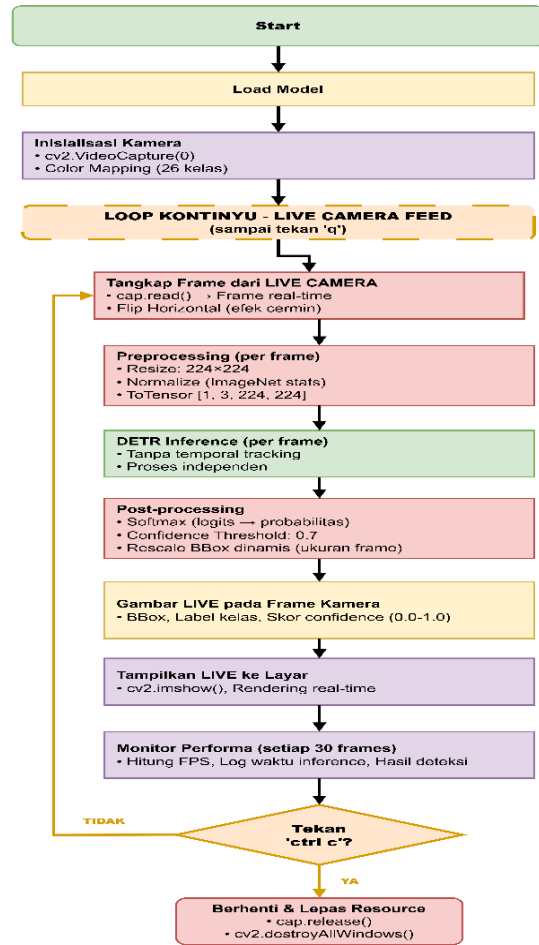 Start
Load Model
Inisialisasi Kamera
• cv2.VideoCapture(0)
• Color Mapping (26 kelas)
LOOP KONTINYU - LIVE CAMERA FEED
(sampai tekan 'q')
Tangkap Frame dari LIVE CAMERA
• cap.read() → Frame real-time
• Flip Horizontal (efek cermin)
Preprocessing (per frame)
• Resize: 224×224
• Normalize (ImageNet stats)
• ToTensor [1, 3, 224, 224]
DETR Inference (per frame)
• Tanpa temporal tracking
• Proses independen
Post-processing
• Softmax (logits → probabilitas)
• Confidence Threshold: 0.7
• Rescale BBox dinamis (ukuran frame)
Gambar LIVE pada Frame Kamera
• BBox, Label kelas, Skor confidence (0.0-1.0)
Tampilkan LIVE ke Layar
• cv2.imshow(), Rendering real-time
Monitor Performa (setiap 30 frames)
• Hitung FPS, Log waktu inference, Hasil deteksi
TIDAK
Tekan
'ctrl c'?
YA
Berhenti & Lepas Resource
• cap.release()
• cv2.destroyAllWindows()